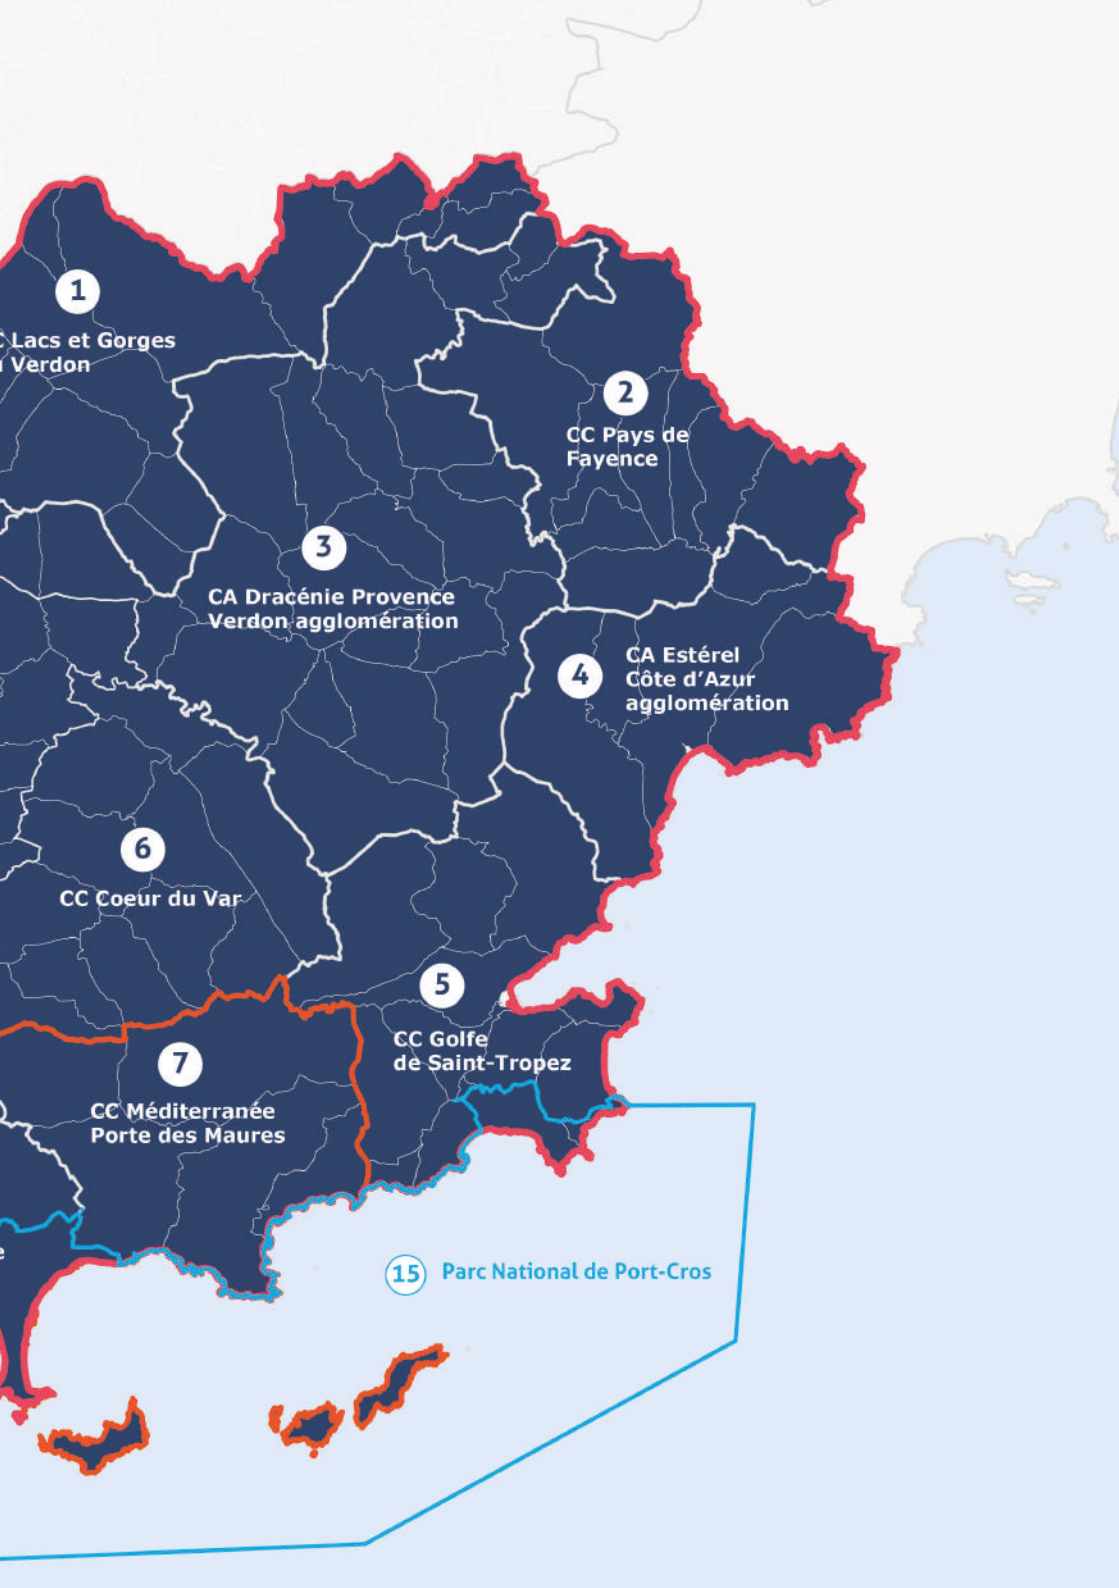 1
C Lacs et Gorges
Verdon
2
CC Pays de
Fayence
3
CA Dracénie Provence
Verdon agglomération
4
CA Estérel
Côte d’Azur
agglomération
6
CC Coeur du Var
5
CC Golfe
de Saint-Tropez
7
CC Méditerranée
Porte des Maures
e
15
Parc National de Port-Cros